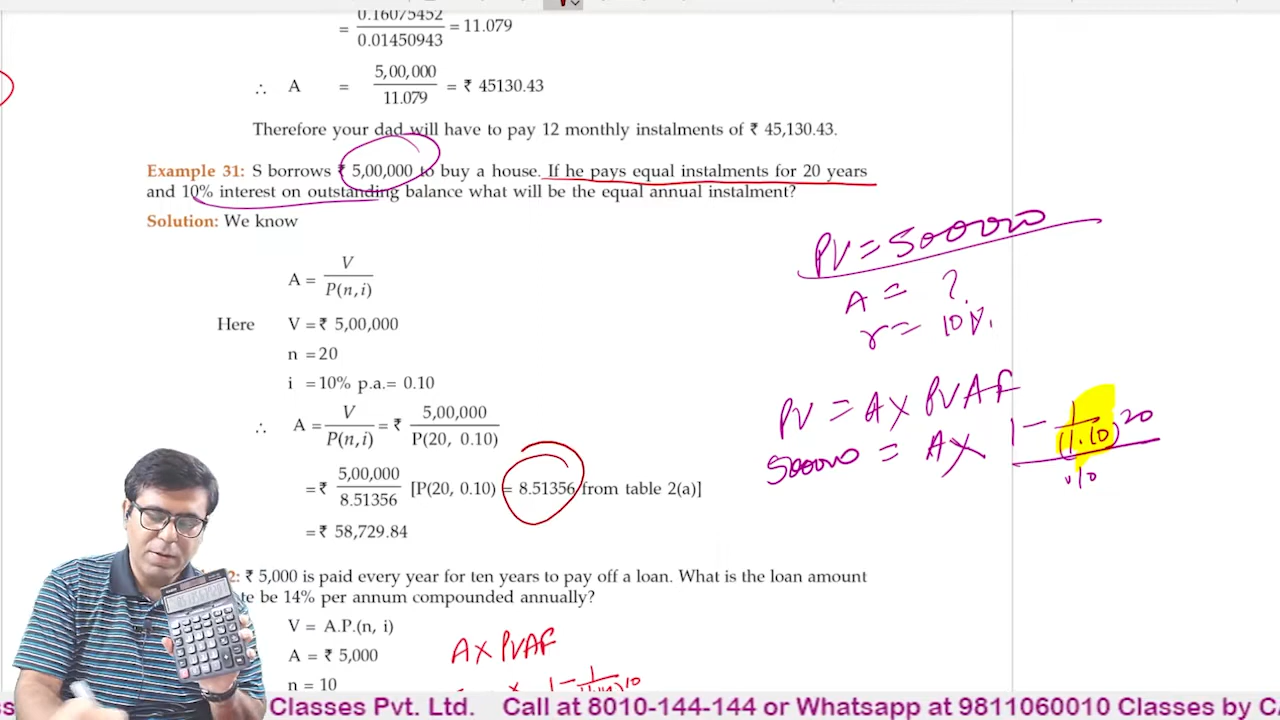 = 0.16075452 / 0.01450943 = 11.079
∴ A = 5,00,000 / 11.079 = ₹ 45130.43
Therefore your dad will have to pay 12 monthly instalments of ₹ 45,130.43.
Example 31: S borrows ₹ 5,00,000 to buy a house. If he pays equal instalments for 20 years
and 10% interest on outstanding balance what will be the equal annual instalment?
Solution: We know
A = V / P(n, i)
Here V = ₹ 5,00,000
n = 20
i = 10% p.a. = 0.10
∴ A = V / P(n, i) = ₹ 5,00,000 / P(20, 0.10)
= ₹ 5,00,000 / 8.51356 [P(20, 0.10) = 8.51356 from table 2(a)]
= ₹ 58,729.84
2: ₹ 5,000 is paid every year for ten years to pay off a loan. What is the loan amount
te be 14% per annum compounded annually?
V = A.P.(n, i)
A = ₹ 5,000
n = 10
A X PVAF
PV = 500000
A = ?
r = 10%.
PV = A X PVAF
500000 = A X 1 - 1 / (1.10)20 / .10
Classes Pvt. Ltd. Call at 8010-144-144 or Whatsapp at 9811060010 Classes by CA